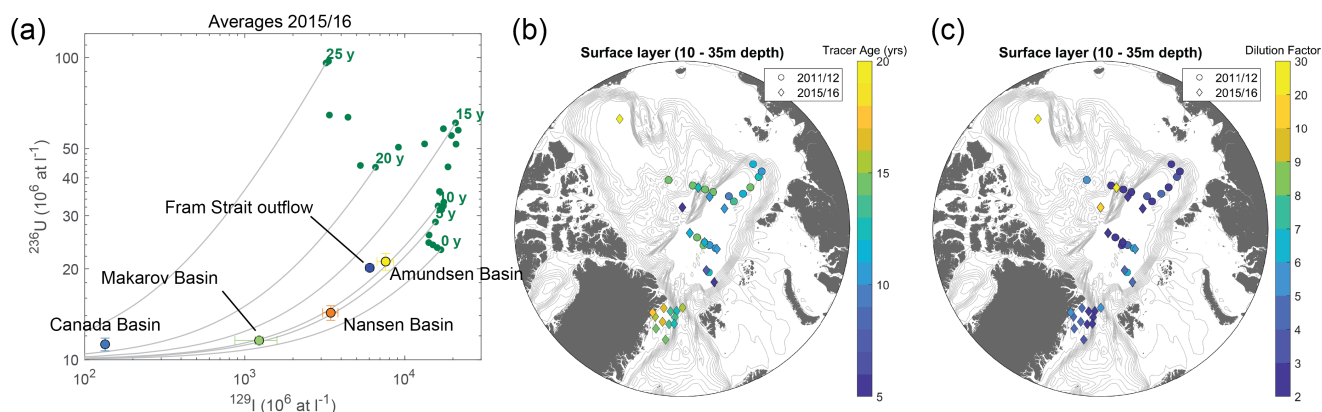 (a)
Averages 2015/16
100
50
40
30
20
10
²³⁶U (10⁶ at l⁻¹)
25 y
15 y
20 y
0 y
5 y
0 y
Fram Strait outflow
Makarov Basin
Amundsen Basin
Canada Basin
Nansen Basin
10² 10³ 10⁴
¹²⁹I (10⁶ at l⁻¹)
(b)
Surface layer (10 - 35m depth)
Tracer Age (yrs)
2011/12
2015/16
20
15
10
5
(c)
Surface layer (10 - 35m depth)
Dilution Factor
2011/12
2015/16
30
20
10
9
8
7
6
5
4
3
2